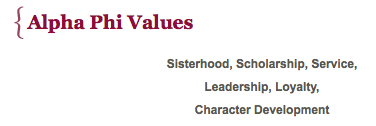 { Alpha Phi Values
Sisterhood, Scholarship, Service,
Leadership, Loyalty,
Character Development